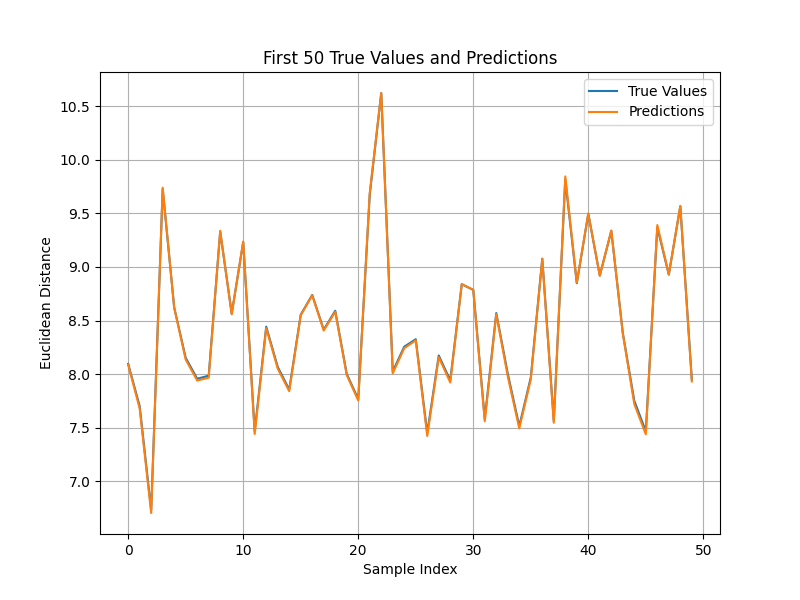 First 50 True Values and Predictions
True Values
Predictions
10.5
10.0
9.5
9.0
8.5
8.0
7.5
7.0
Euclidean Distance
0 10 20 30 40 50
Sample Index